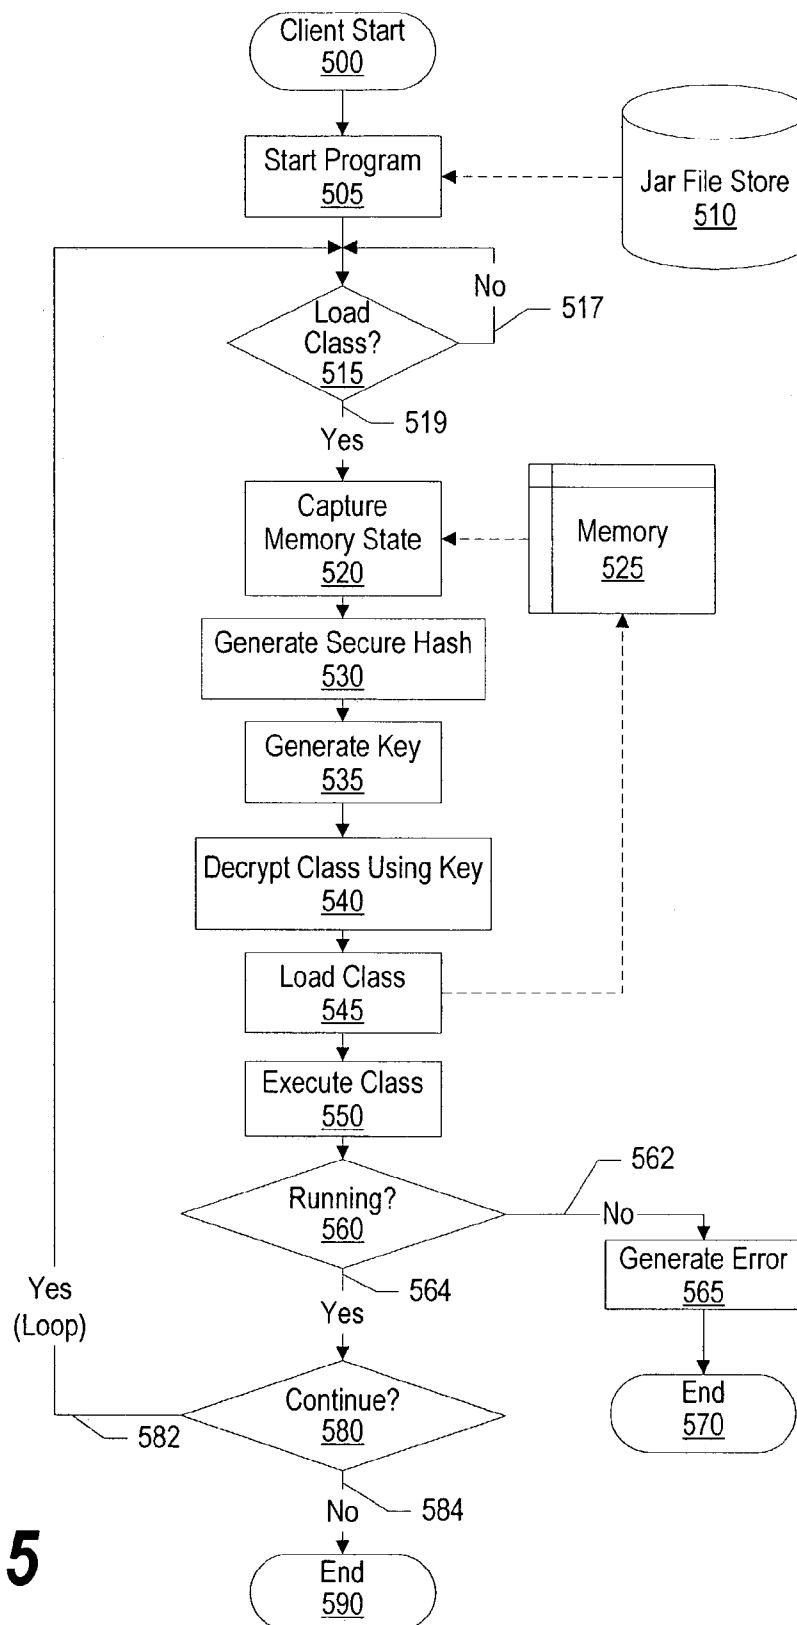 Client Start
500
Start Program
505
Jar File Store
510
No
517
Load
Class?
515
519
Yes
Capture
Memory State
520
Memory
525
Generate Secure Hash
530
Generate Key
535
Decrypt Class Using Key
540
Load Class
545
Execute Class
550
562
Running?
560
No
Generate Error
565
564
Yes
Yes
(Loop)
Continue?
580
End
570
582
584
No
End
590
5